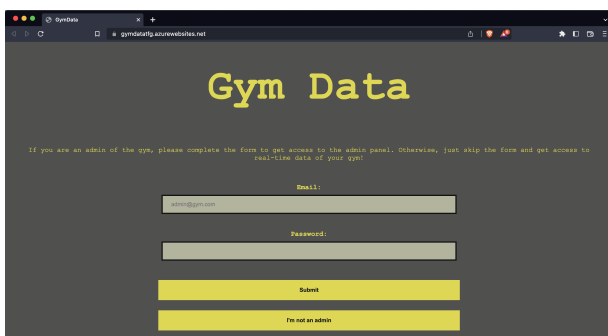 GymData
gymdatatfg.azurewebsites.net
Gym Data
If you are an admin of the gym, please complete the form to get access to the admin panel. Otherwise, just skip the form and get access to
real-time data of your gym!
Email:
admin@gym.com
Password:
Submit
I'm not an admin